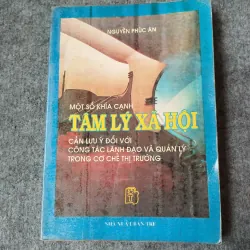 NGUYỄN PHÚC ÂN
MỘT SỐ KHÍA CẠNH
TÂM LÝ XÃ HỘI
CẦN LƯU Ý ĐỐI VỚI
CÔNG TÁC LÃNH ĐẠO VÀ QUẢN LÝ
TRONG CƠ CHẾ THỊ TRƯỜNG
NHÀ XUẤT BẢN TRẺ